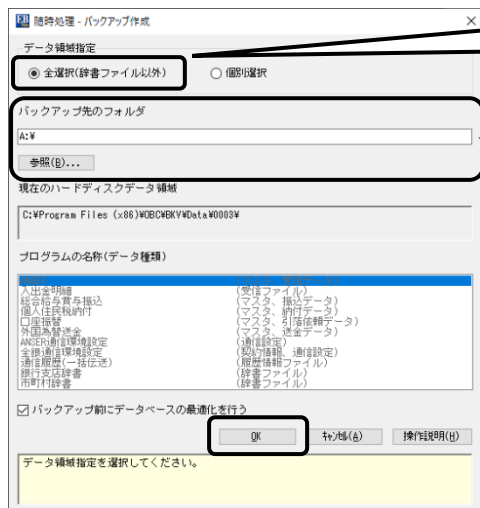 EB 随時処理 - バックアップ作成
データ領域指定
全選択(辞書ファイル以外) 個別選択
バックアップ先のフォルダ
A:¥
参照(B)...
現在のハードディスクデータ領域
C:¥Program Files (x86)¥OBC¥BKV¥Data¥0003¥
プログラムの名称(データ種類)
入出金明細 (受信ファイル)
総合給与賞与振込 (マスタ、振込データ)
個人住民税納付 (マスタ、納付データ)
口座振替 (マスタ、引落依頼データ)
外国為替送金 (マスタ、送金データ)
ANSER通信環境設定 (通信設定)
全銀通信環境設定 (契約情報、通信設定)
通信履歴(一括伝送) (履歴情報ファイル)
銀行支店辞書 (辞書ファイル)
市町村辞書 (辞書ファイル)
バックアップ前にデータベースの最適化を行う
OK キャンセル(A) 操作説明(H)
データ領域指定を選択してください。